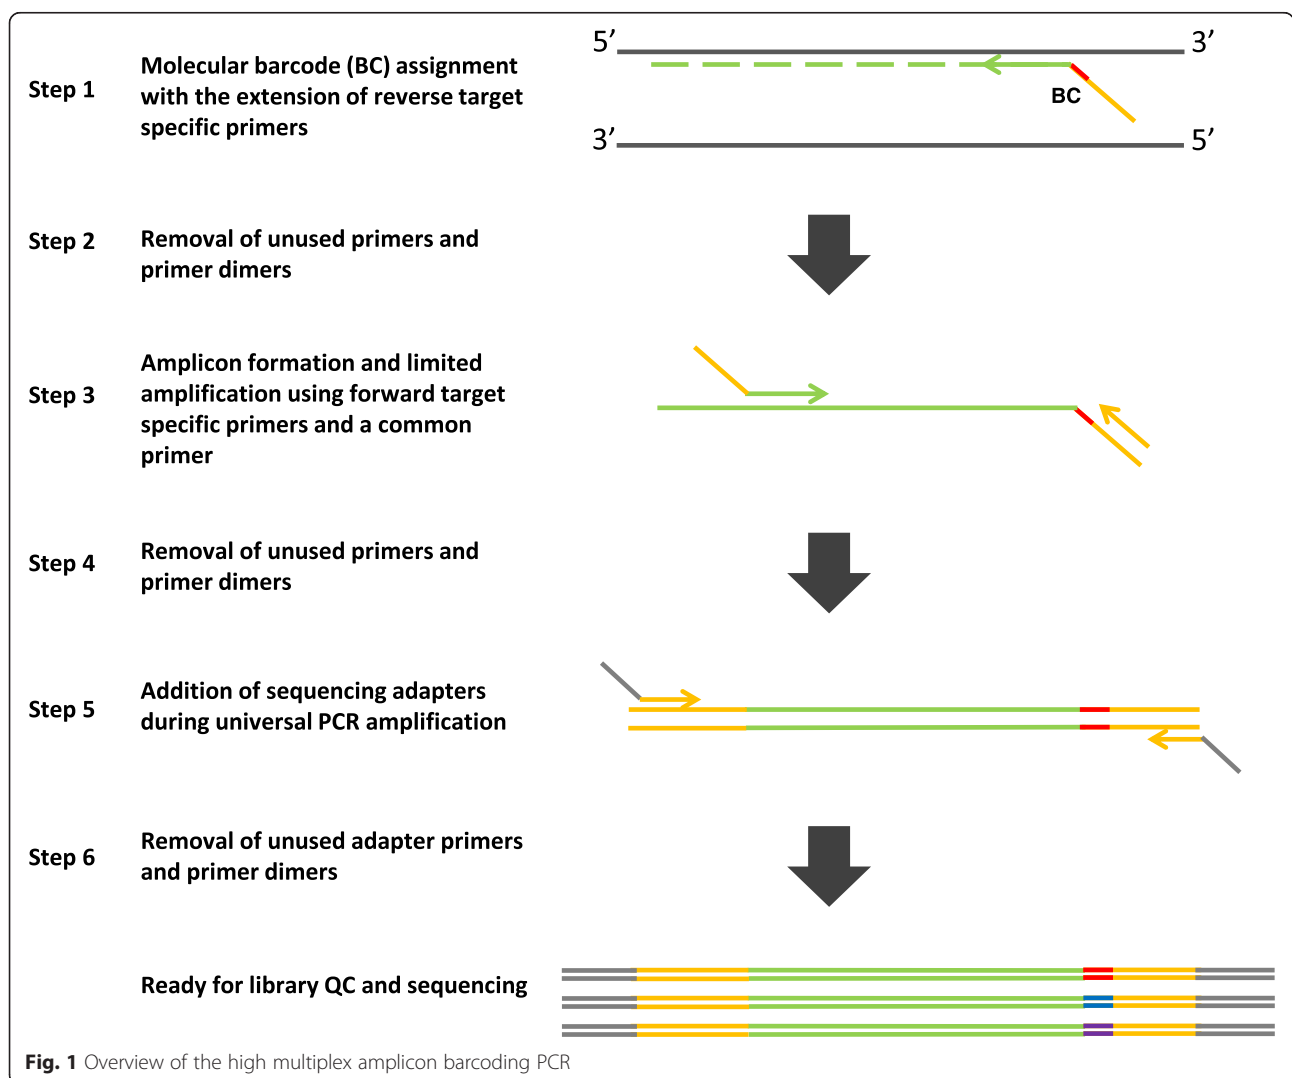 5’ 3’
Step 1
Molecular barcode (BC) assignment
with the extension of reverse target
specific primers
BC
3’ 5’
Step 2
Removal of unused primers and
primer dimers
Step 3
Amplicon formation and limited
amplification using forward target
specific primers and a common
primer
Step 4
Removal of unused primers and
primer dimers
Step 5
Addition of sequencing adapters
during universal PCR amplification
Step 6
Removal of unused adapter primers
and primer dimers
Ready for library QC and sequencing
Fig. 1 Overview of the high multiplex amplicon barcoding PCR